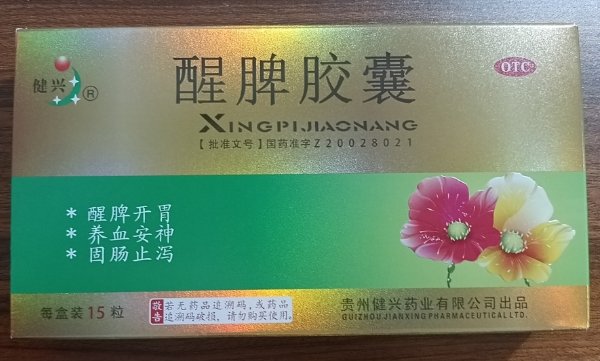 健兴®
OTC
醒脾胶囊
XINGPIJIAONANG
【批准文号】国药准字Z20028021
* 醒脾开胃
* 养血安神
* 固肠止泻
每盒装 15 粒
敬告
若无药品追溯码，或药品
追溯码破损，请勿购买使用。
贵州健兴药业有限公司出品
GUIZHOU JIANXING PHARMACEUTICAL LTD.